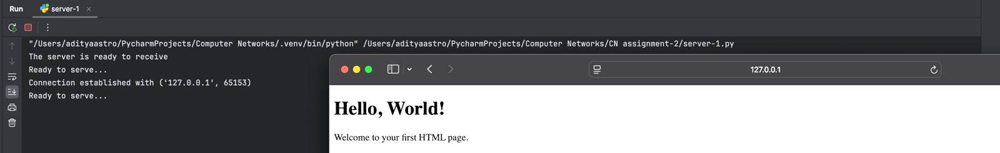 Run server-1
"/Users/adityaastro/PycharmProjects/Computer Networks/.venv/bin/python" /Users/adityaastro/PycharmProjects/Computer Networks/CN assignment-2/server-1.py
The server is ready to receive
Ready to serve...
Connection established with ('127.0.0.1', 65153)
Ready to serve...
127.0.0.1
Hello, World!
Welcome to your first HTML page.